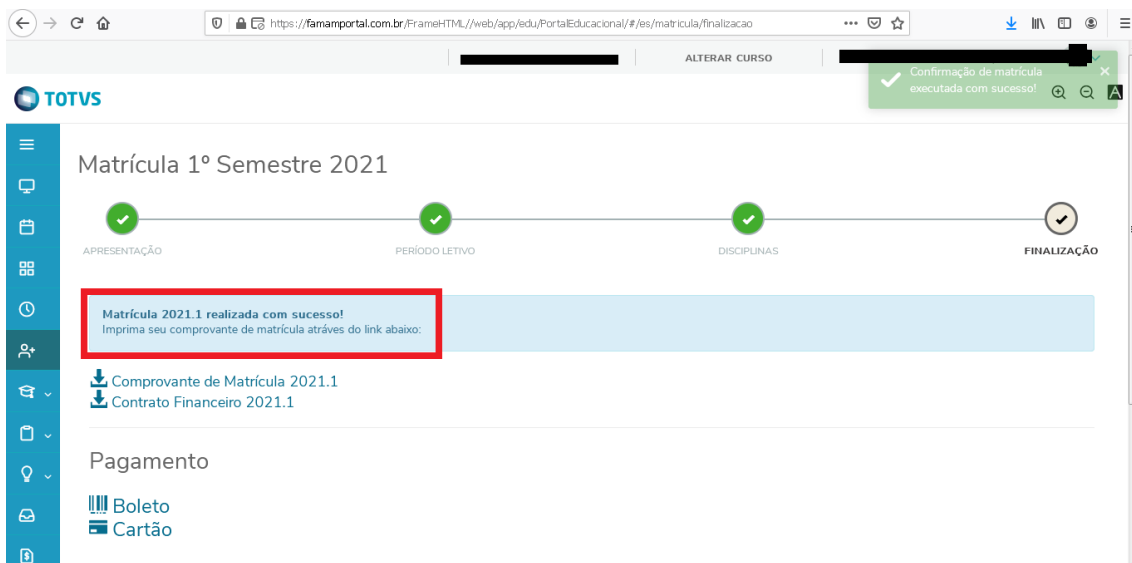 https://famamportal.com.br/FrameHTML//web/app/edu/PortalEducacional/#/es/matricula/finalizacao
ALTERAR CURSO
Confirmação de matrícula
executada com sucesso!
TOTVS
A
Matrícula 1º Semestre 2021
APRESENTAÇÃO
PERÍODO LETIVO
DISCIPLINAS
FINALIZAÇÃO
Matrícula 2021.1 realizada com sucesso!
Imprima seu comprovante de matrícula atráves do link abaixo:
Comprovante de Matrícula 2021.1
Contrato Financeiro 2021.1
Pagamento
Boleto
Cartão